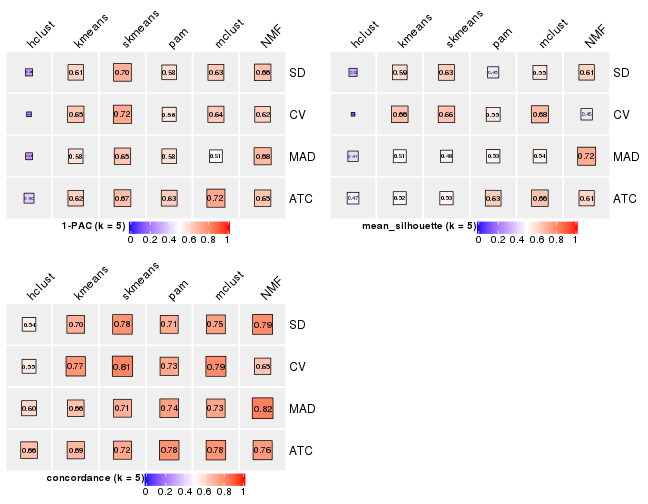 hclust kmeans skmeans pam mclust NMF
0.61 0.70 0.58 0.63 0.66 SD
0.65 0.72 0.56 0.64 0.62 CV
0.58 0.65 0.58 0.51 0.68 MAD
0.62 0.67 0.63 0.72 0.65 ATC
1-PAC (k = 5)
0 0.2 0.4 0.6 0.8 1
hclust kmeans skmeans pam mclust NMF
0.59 0.63 0.55 0.61 SD
0.66 0.66 0.55 0.68 CV
0.51 0.48 0.53 0.54 0.72 MAD
0.47 0.52 0.53 0.63 0.66 0.61 ATC
mean_silhouette (k = 5)
0 0.2 0.4 0.6 0.8 1
hclust kmeans skmeans pam mclust NMF
0.54 0.70 0.78 0.71 0.75 0.79 SD
0.55 0.77 0.81 0.73 0.79 0.65 CV
0.60 0.66 0.71 0.74 0.73 0.82 MAD
0.66 0.69 0.72 0.78 0.78 0.76 ATC
concordance (k = 5)
0 0.2 0.4 0.6 0.8 1